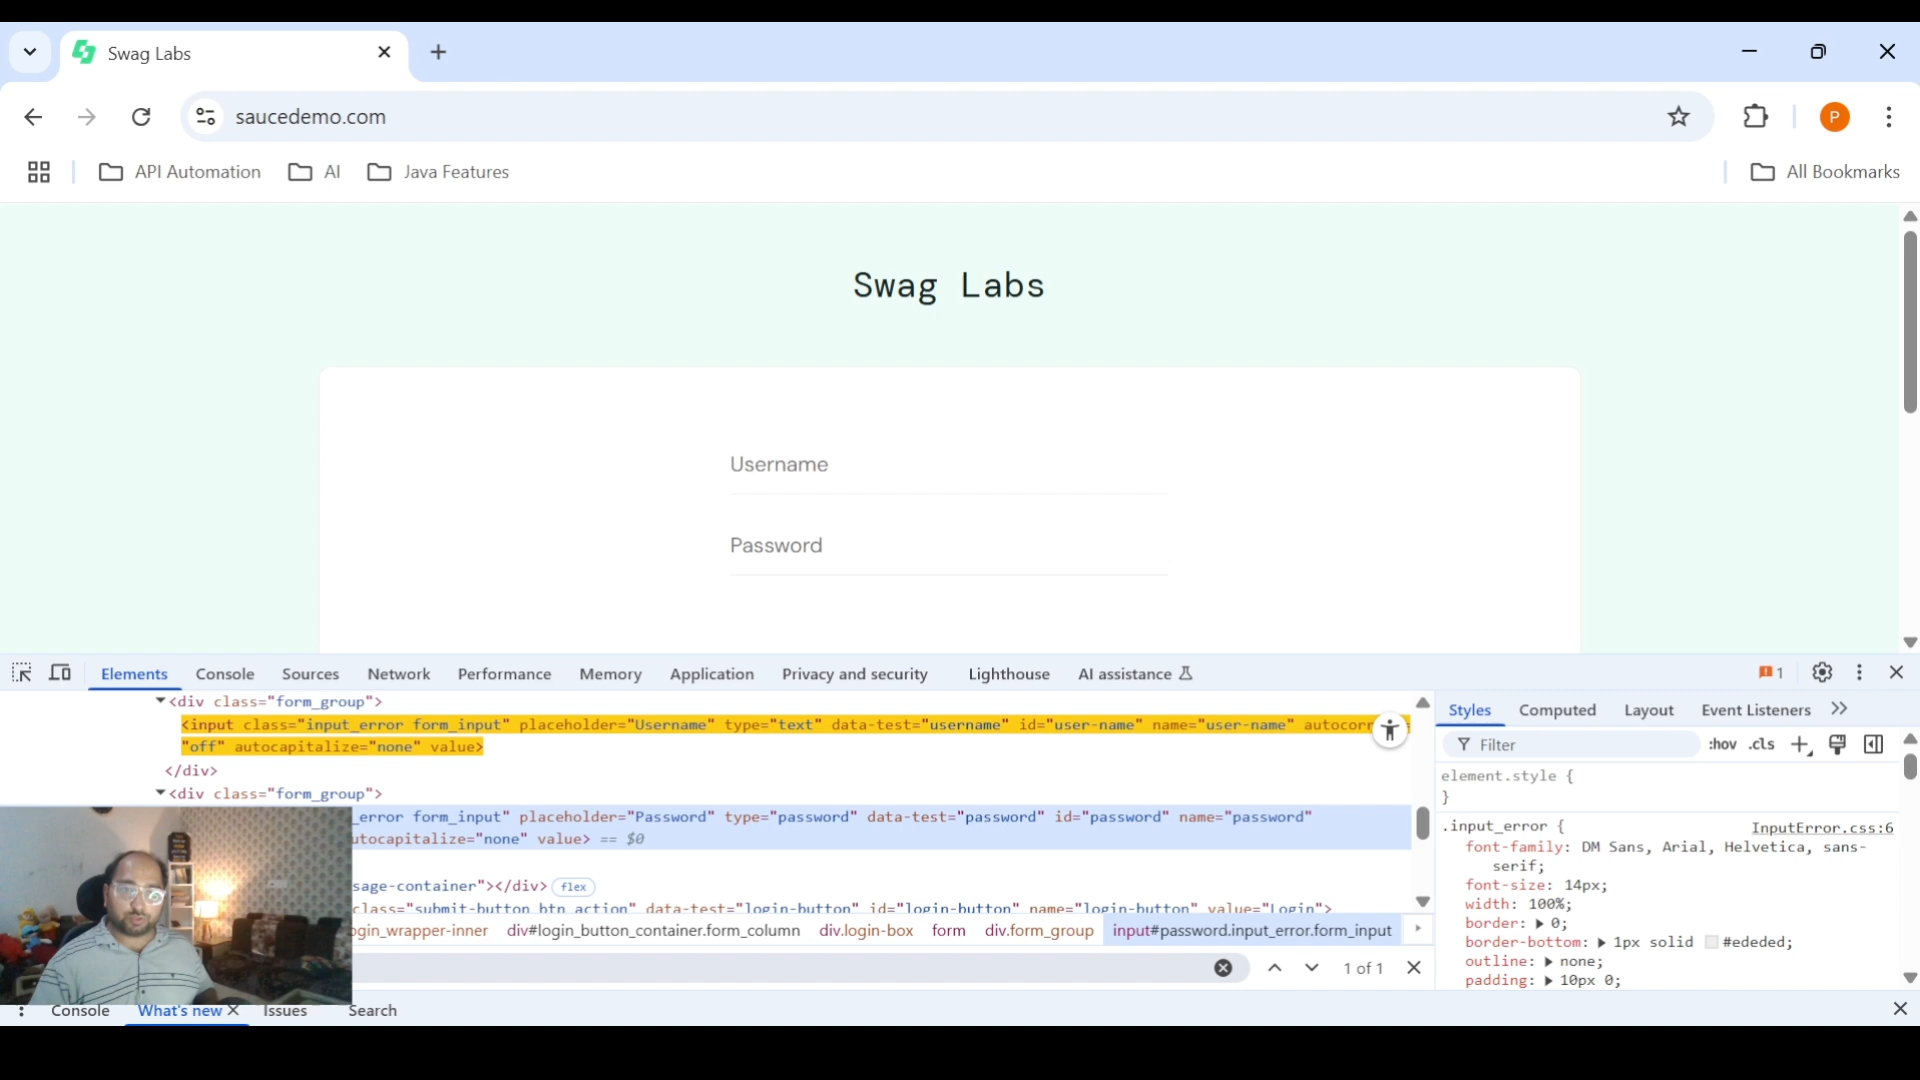 Swag Labs
saucedemo.com
P
API Automation
AI
Java Features
All Bookmarks
Swag Labs
Username
Password
Elements
Console
Sources
Network
Performance
Memory
Application
Privacy and security
Lighthouse
AI assistance
1
<div class="form_group">
<input class="input_error form_input" placeholder="Username" type="text" data-test="username" id="user-name" name="user-name" autocorr
"off" autocapitalize="none" value>
</div>
<div class="form_group">
_error form_input" placeholder="Password" type="password" data-test="password" id="password" name="password"
utocapitalize="none" value> == $0
sage-container"></div> flex
class="submit-button btn_action" data-test="login-button" id="login-button" name="login-button" value="Login">
ogin_wrapper-inner div#login_button_container.form_column div.login-box form div.form_group input#password.input_error.form_input
1 of 1
Styles
Computed
Layout
Event Listeners
Filter
:hov .cls
element.style {
}
.input_error {
InputError.css:6
font-family: DM Sans, Arial, Helvetica, sans-
serif;
font-size: 14px;
width: 100%;
border: 0;
border-bottom: 1px solid #ededed;
outline: none;
padding: 10px 0;
Console
What's new
Issues
Search